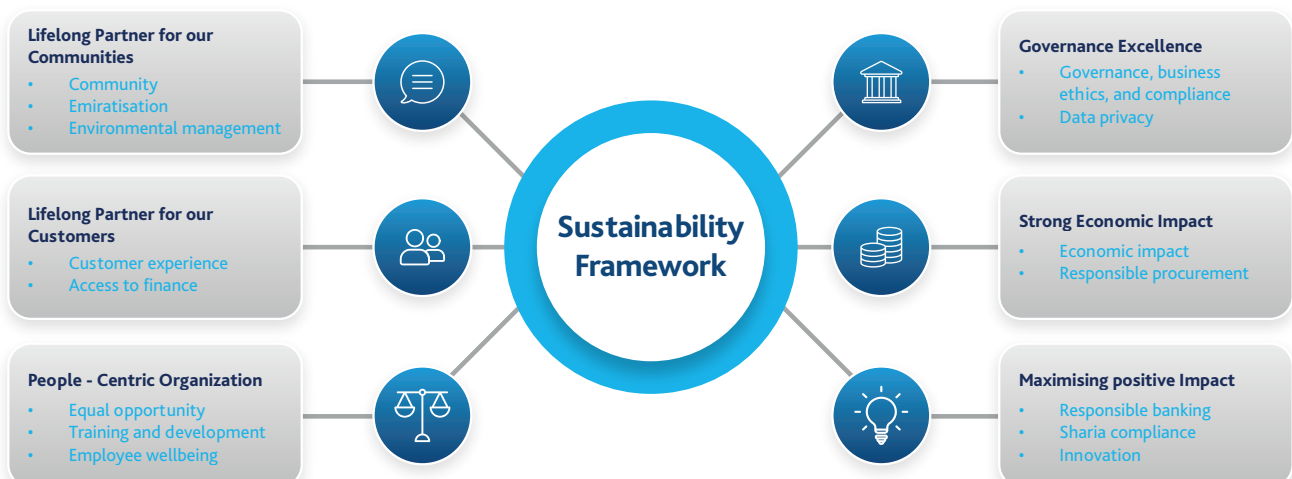 Lifelong Partner for our
Communities
• Community
• Emiratisation
• Environmental management
Lifelong Partner for our
Customers
• Customer experience
• Access to finance
People - Centric Organization
• Equal opportunity
• Training and development
• Employee wellbeing
Sustainability
Framework
Governance Excellence
• Governance, business
ethics, and compliance
• Data privacy
Strong Economic Impact
• Economic impact
• Responsible procurement
Maximising positive Impact
• Responsible banking
• Sharia compliance
• Innovation